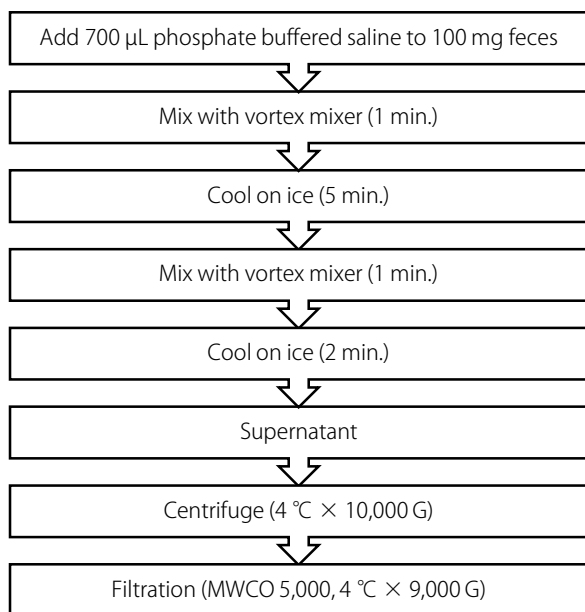 Add 700 µL phosphate buffered saline to 100 mg feces
Mix with vortex mixer (1 min.)
Cool on ice (5 min.)
Mix with vortex mixer (1 min.)
Cool on ice (2 min.)
Supernatant
Centrifuge (4 ℃ × 10,000 G)
Filtration (MWCO 5,000, 4 ℃ × 9,000 G)